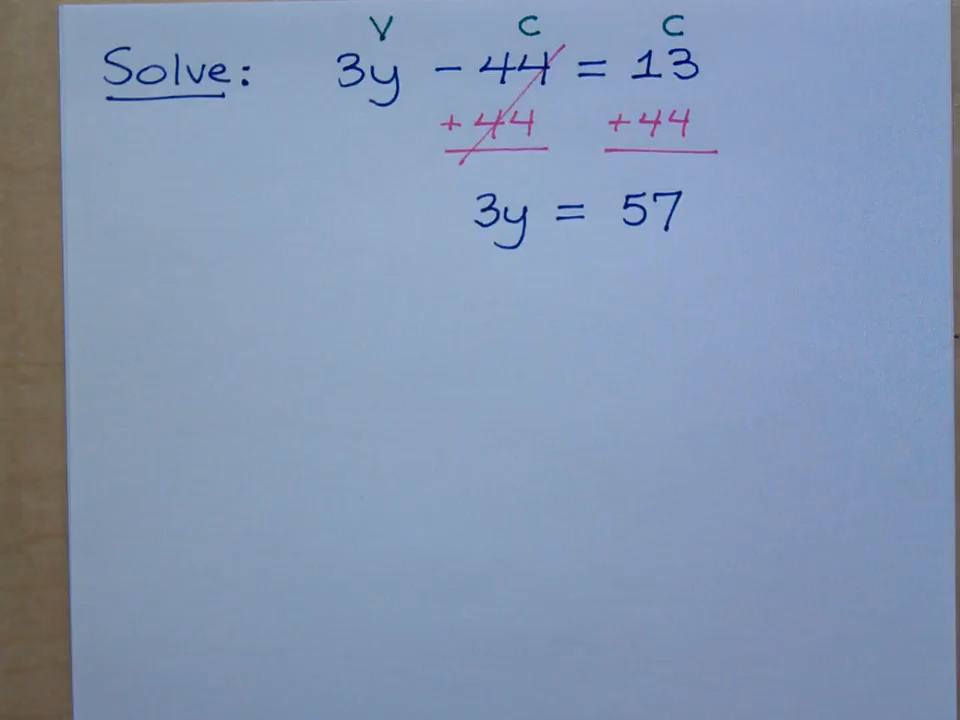 V C C
Solve: 3y - 44 = 13
+ 44 + 44
3y = 57